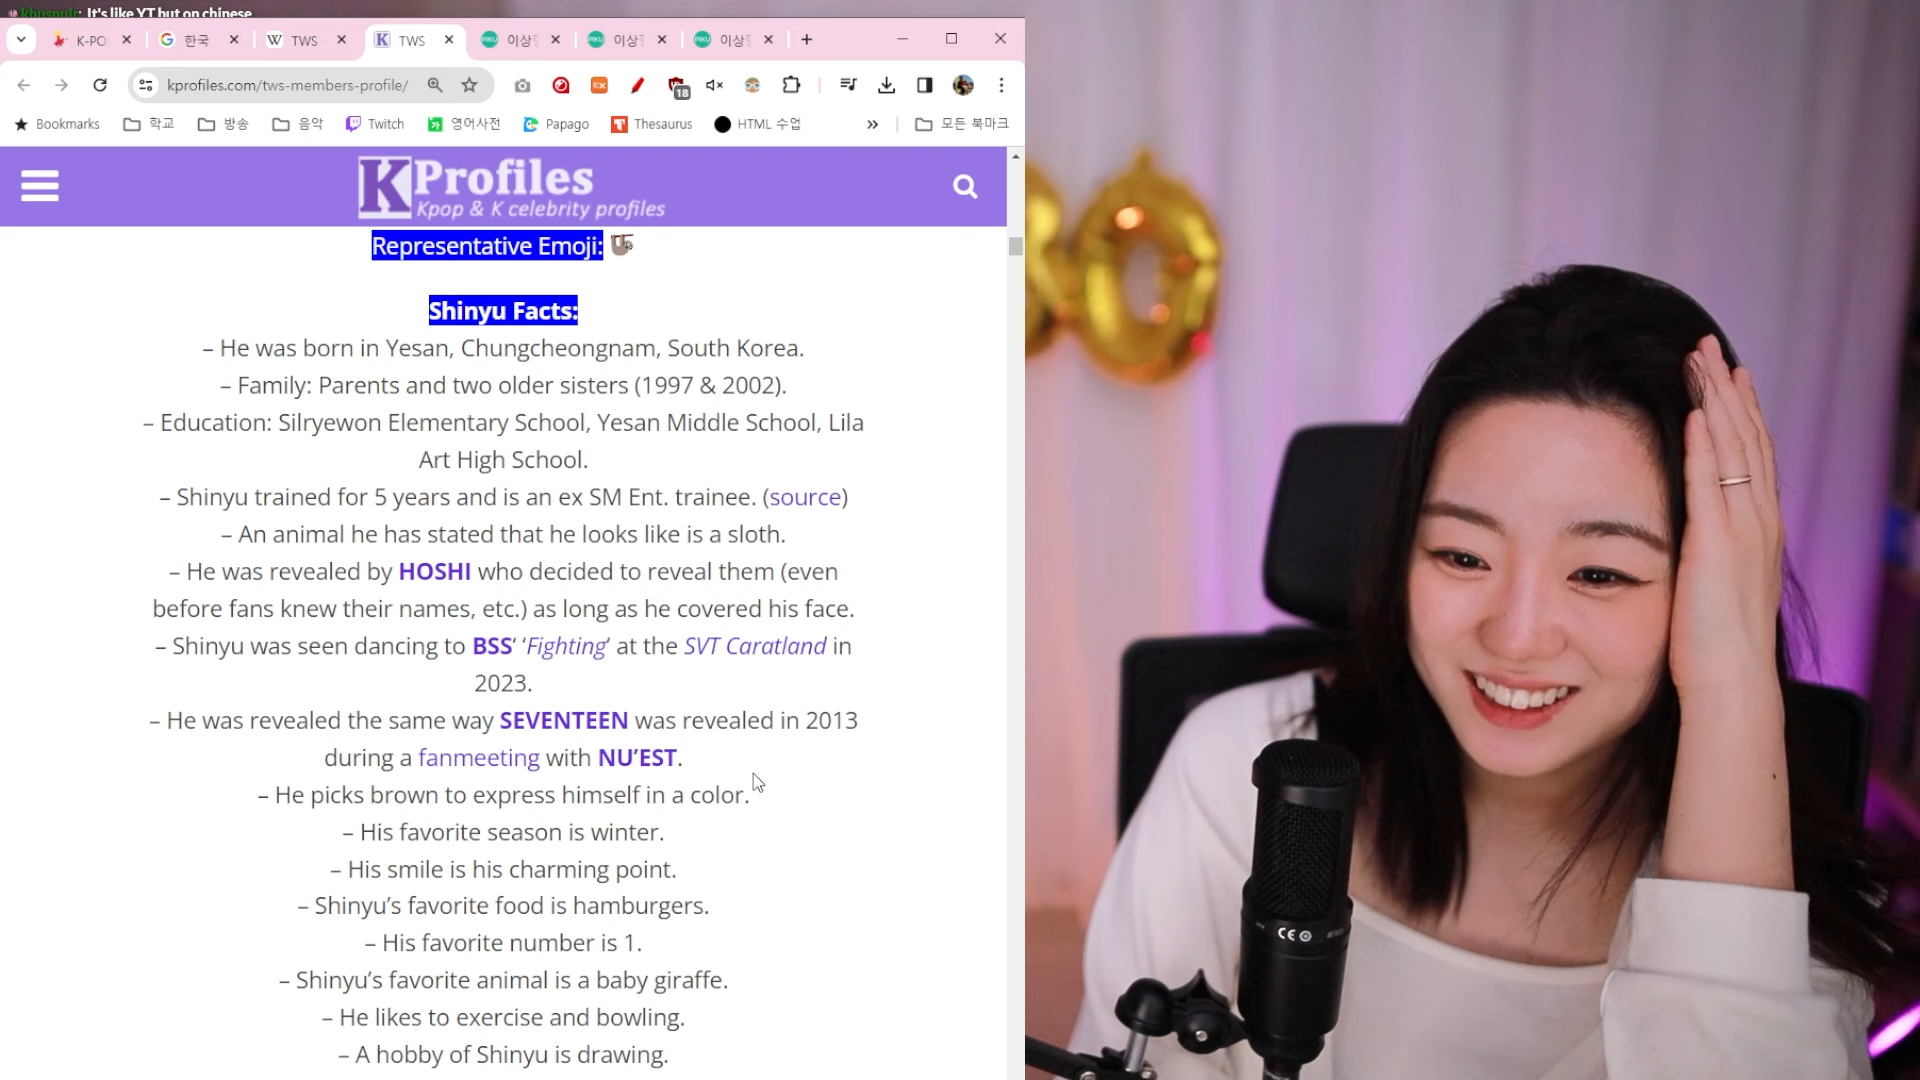 : It's like YT but on chinese
K-PO
한국
TWS
TWS
이상
이상
이상
kprofiles.com/tws-members-profile/
18
Bookmarks
학교
방송
음악
Twitch
영어사전
Papago
Thesaurus
HTML 수업
»
모든 북마크
KProfiles
Kpop & K celebrity profiles
Representative Emoji:
Shinyu Facts:
– He was born in Yesan, Chungcheongnam, South Korea.
– Family: Parents and two older sisters (1997 & 2002).
– Education: Silryewon Elementary School, Yesan Middle School, Lila
Art High School.
– Shinyu trained for 5 years and is an ex SM Ent. trainee. (source)
– An animal he has stated that he looks like is a sloth.
– He was revealed by HOSHI who decided to reveal them (even
before fans knew their names, etc.) as long as he covered his face.
– Shinyu was seen dancing to BSS‘ ‘Fighting‘ at the SVT Caratland in
2023.
– He was revealed the same way SEVENTEEN was revealed in 2013
during a fanmeeting with NU’EST.
– He picks brown to express himself in a color.
– His favorite season is winter.
– His smile is his charming point.
– Shinyu’s favorite food is hamburgers.
– His favorite number is 1.
– Shinyu’s favorite animal is a baby giraffe.
– He likes to exercise and bowling.
– A hobby of Shinyu is drawing.
CE